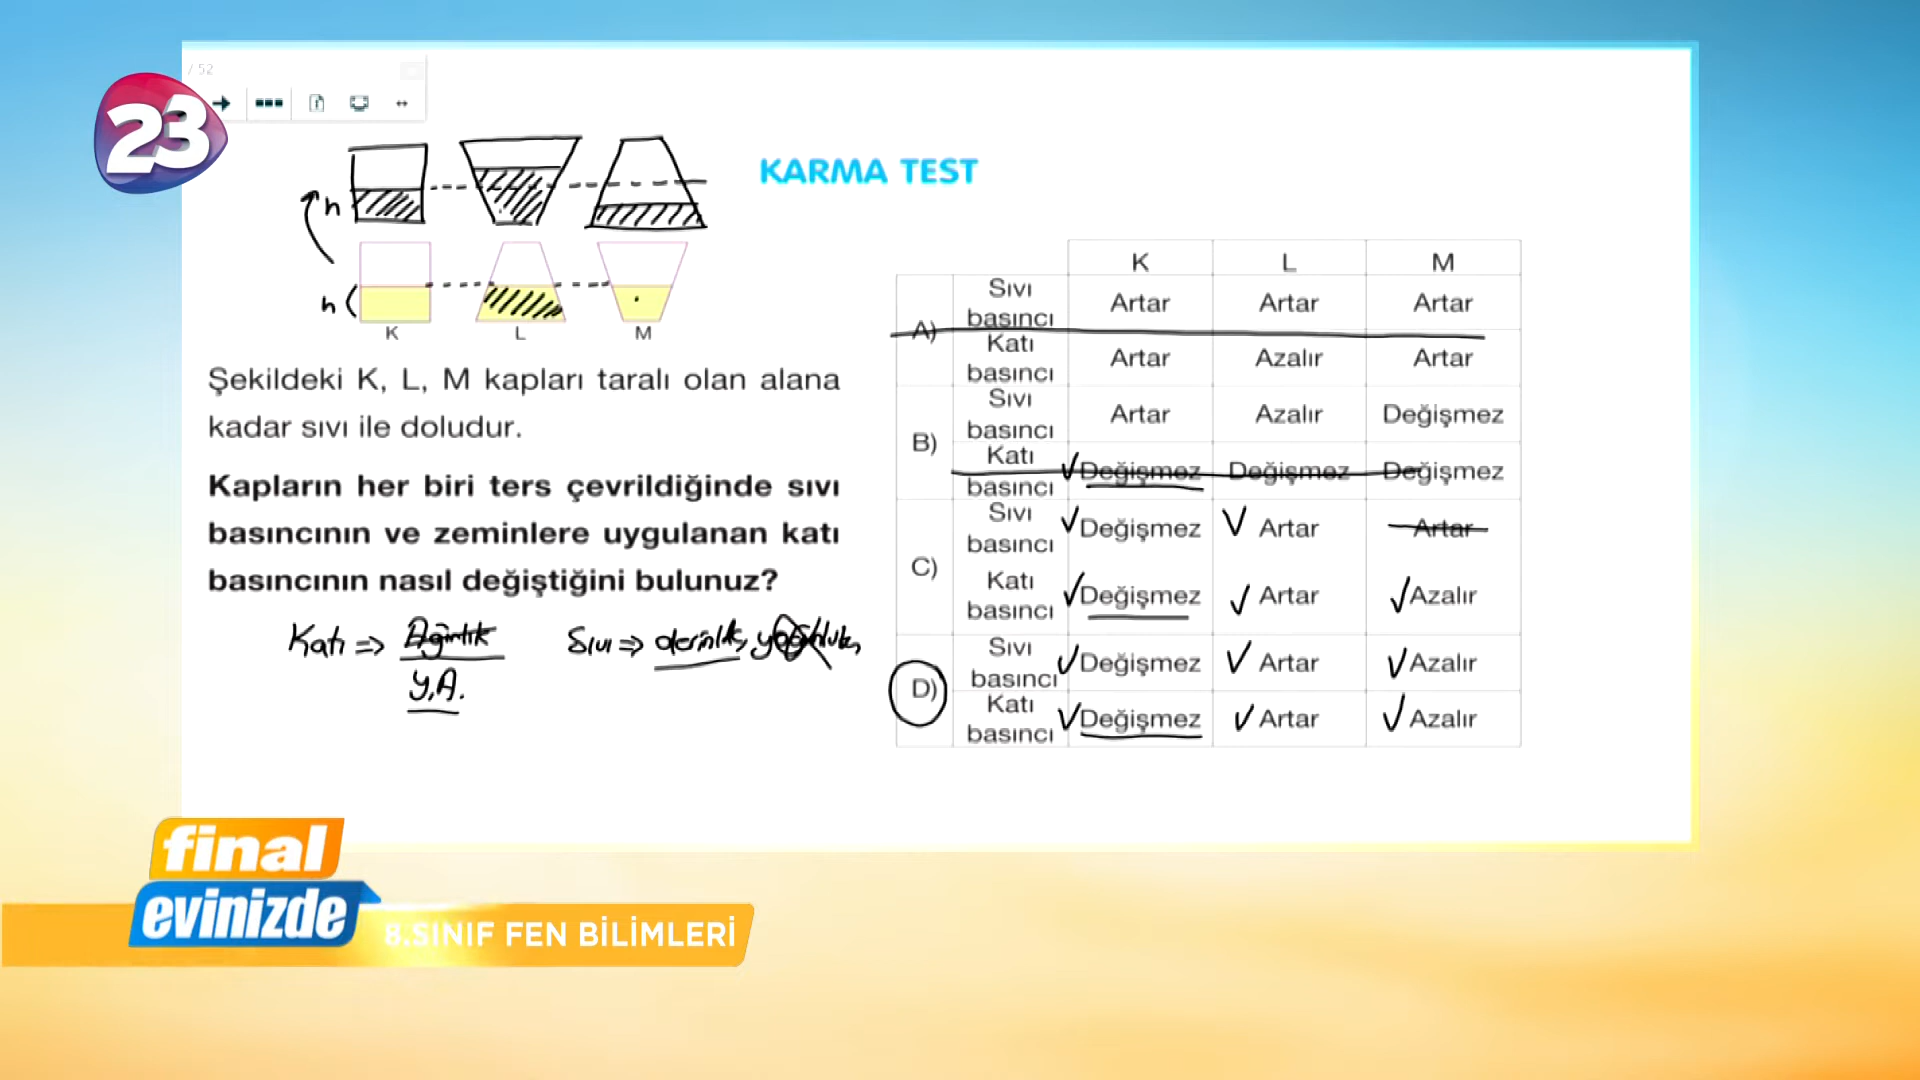 / 52
23
KARMA TEST
h
h
K
L
M
Şekildeki K, L, M kapları taralı olan alana
kadar sıvı ile doludur.
Kapların her biri ters çevrildiğinde sıvı
basıncının ve zeminlere uygulanan katı
basıncının nasıl değiştiğini bulunuz?
Katı => Ağırlık
Y.A.
Sıvı => derinlik, yoğunluk,
K L M
A) Sıvı basıncı Artar Artar Artar
Katı basıncı Artar Azalır Artar
B) Sıvı basıncı Artar Azalır Değişmez
Katı basıncı Değişmez Değişmez Değişmez
C) Sıvı basıncı Değişmez Artar Artar
Katı basıncı Değişmez Artar Azalır
D) Sıvı basıncı Değişmez Artar Azalır
Katı basıncı Değişmez Artar Azalır
final
evinizde
8.SINIF FEN BİLİMLERİ